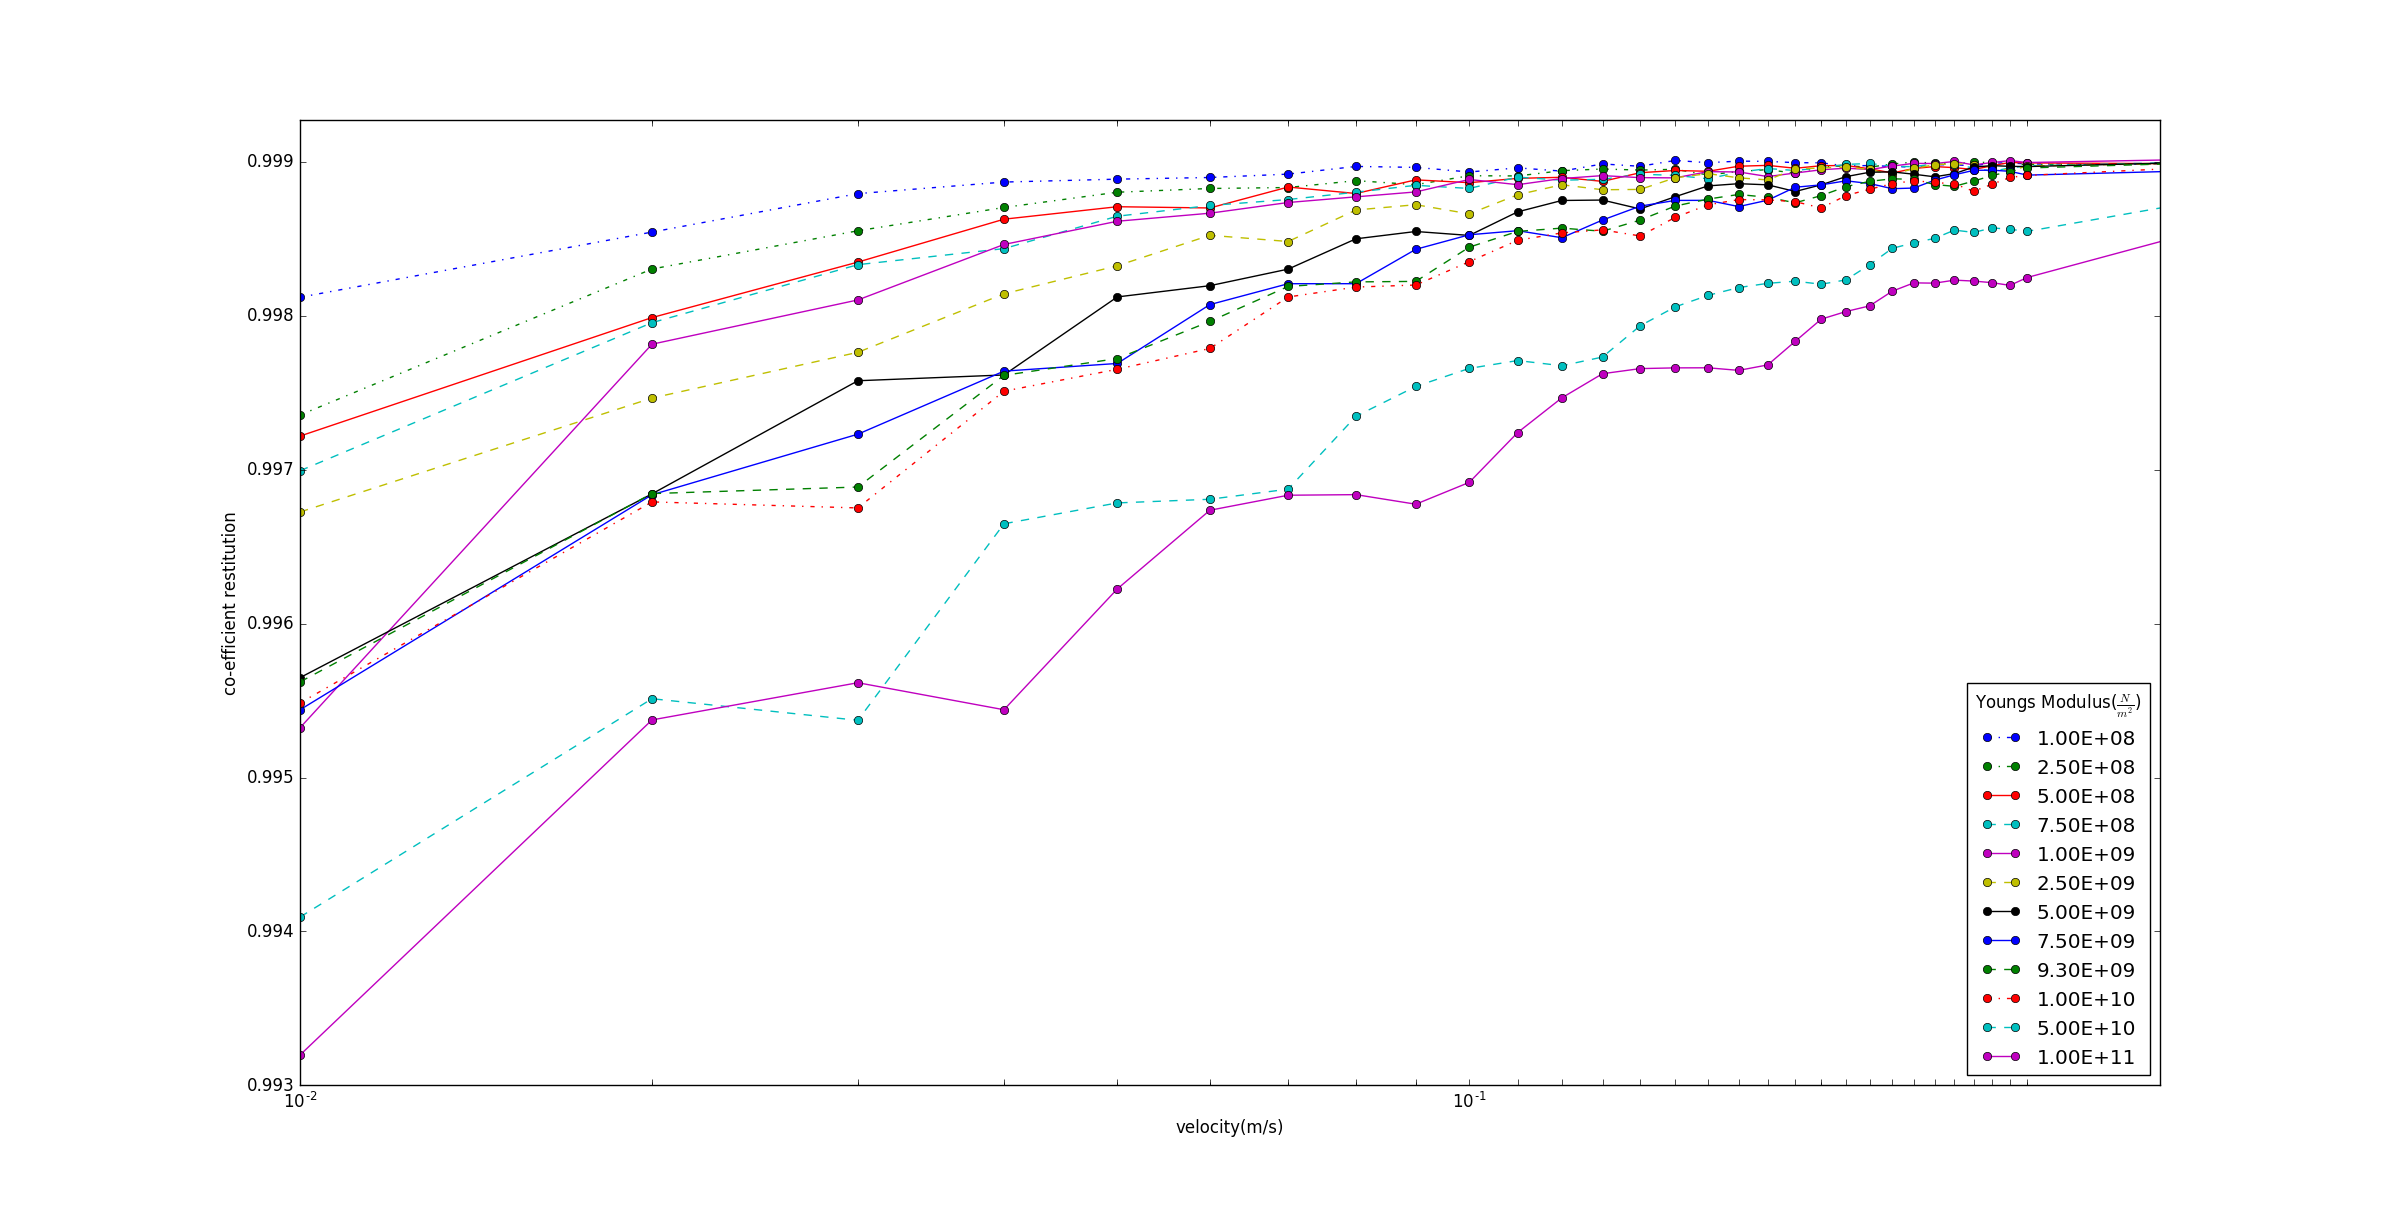 0.999
0.998
0.997
0.996
0.995
0.994
0.993
co-efficient restitution
10^-2
10^-1
velocity(m/s)
Youngs Modulus(N/m^2)
1.00E+08
2.50E+08
5.00E+08
7.50E+08
1.00E+09
2.50E+09
5.00E+09
7.50E+09
9.30E+09
1.00E+10
5.00E+10
1.00E+11